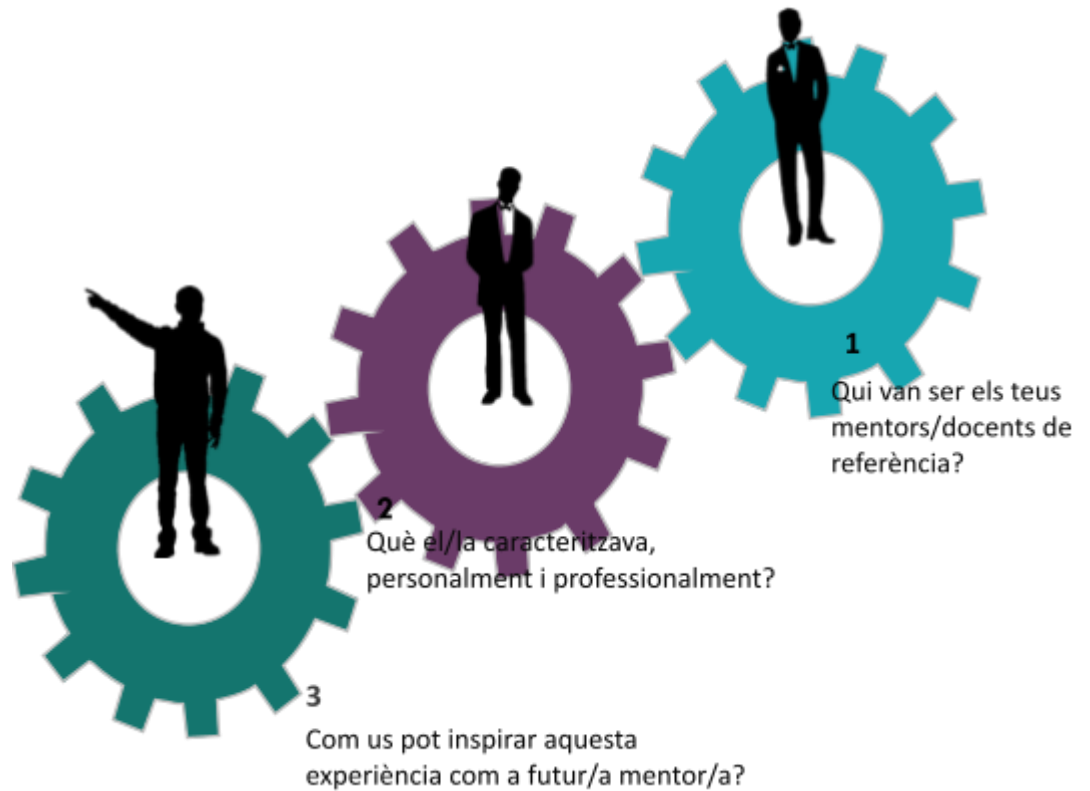 1
Qui van ser els teus
mentors/docents de
referència?
2
Què el/la caracteritzava,
personalment i professionalment?
3
Com us pot inspirar aquesta
experiència com a futur/a mentor/a?